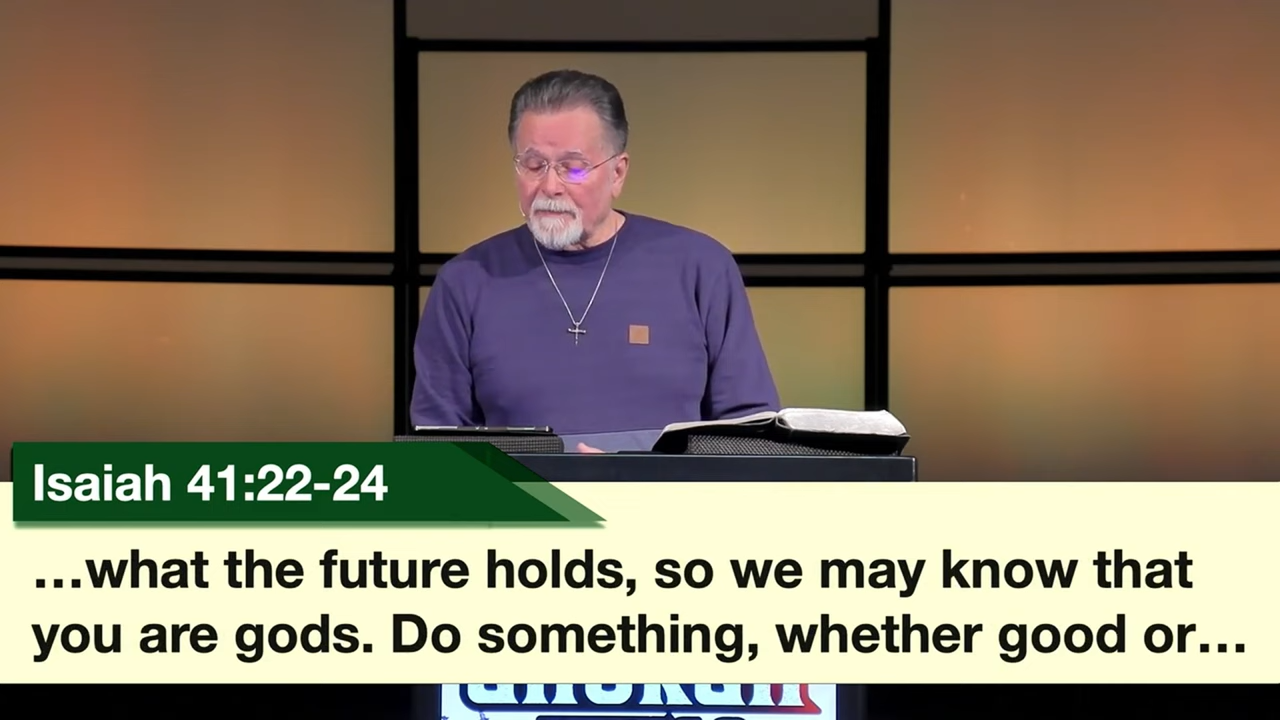 Isaiah 41:22-24
…what the future holds, so we may know that
you are gods. Do something, whether good or…